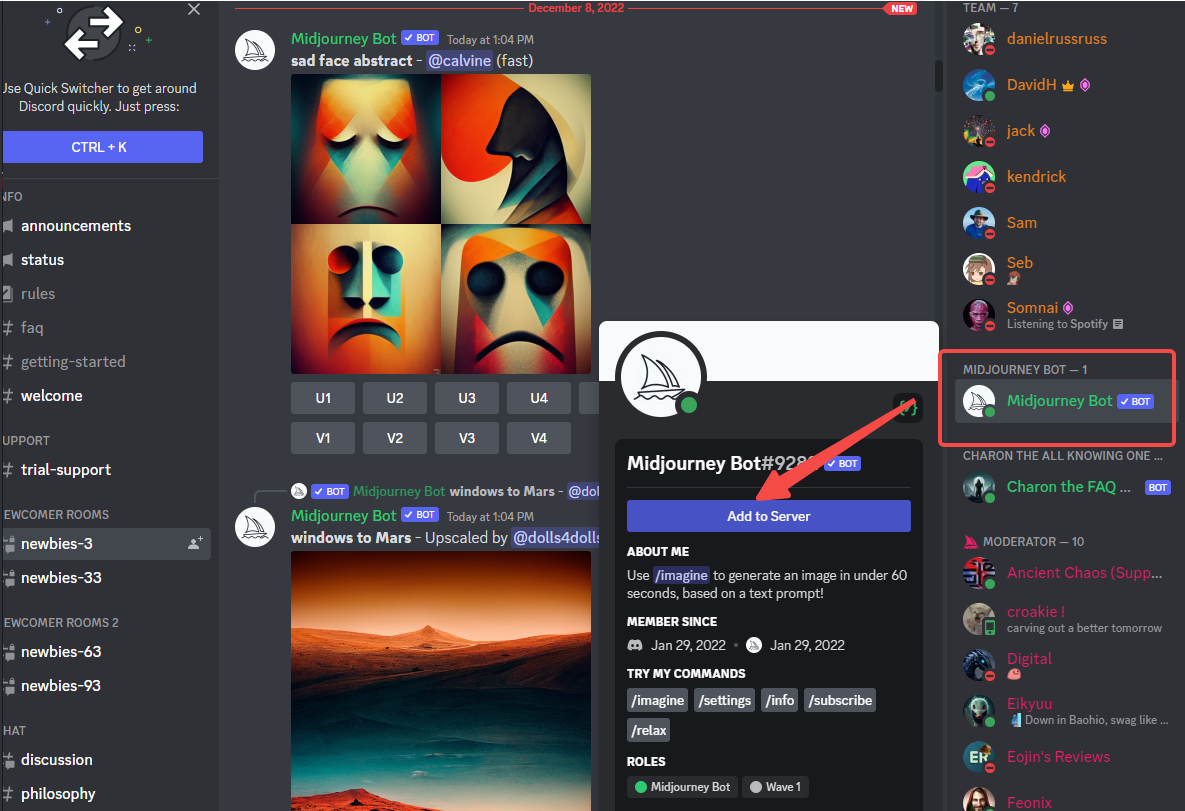 Use Quick Switcher to get around
Discord quickly. Just press:
CTRL + K
NFO
announcements
status
rules
faq
getting-started
welcome
UPPORT
trial-support
EWCOMER ROOMS
newbies-3
newbies-33
EWCOMER ROOMS 2
newbies-63
newbies-93
HAT
discussion
philosophy
December 8, 2022
NEW
Midjourney Bot BOT Today at 1:04 PM
sad face abstract - @calvine (fast)
U1 U2 U3 U4
V1 V2 V3 V4
BOT Midjourney Bot windows to Mars - @dol
Midjourney Bot BOT Today at 1:04 PM
windows to Mars - Upscaled by @dolls4dolls
Midjourney Bot#928 BOT
Add to Server
ABOUT ME
Use /imagine to generate an image in under 60
seconds, based on a text prompt!
MEMBER SINCE
Jan 29, 2022 • Jan 29, 2022
TRY MY COMMANDS
/imagine /settings /info /subscribe
/relax
ROLES
Midjourney Bot Wave 1
TEAM — 7
danielrussruss
DavidH
jack
kendrick
Sam
Seb
Somnai
Listening to Spotify
MIDJOURNEY BOT — 1
Midjourney Bot BOT
CHARON THE ALL KNOWING ONE ...
Charon the FAQ ... BOT
MODERATOR — 10
Ancient Chaos (Supp...
croakie !
carving out a better tomorrow
Digital
Eikyuu
Down in Baohio, swag like ...
ER
Eojin's Reviews
Feonix